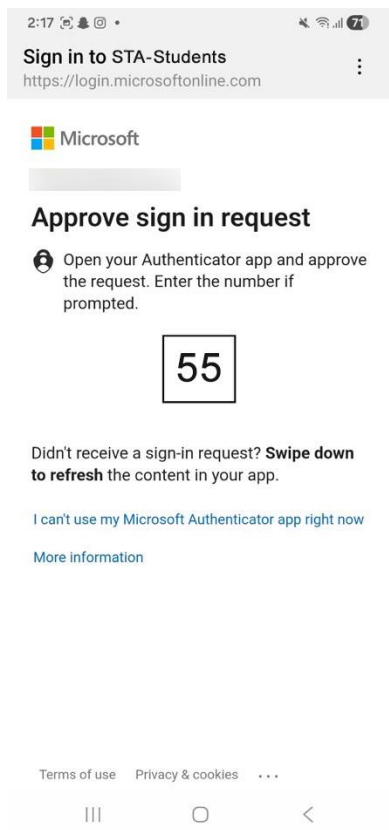 2:17
71
Sign in to STA-Students
https://login.microsoftonline.com
Microsoft
Approve sign in request
Open your Authenticator app and approve
the request. Enter the number if
prompted.
55
Didn't receive a sign-in request? Swipe down
to refresh the content in your app.
I can't use my Microsoft Authenticator app right now
More information
Terms of use Privacy & cookies ...